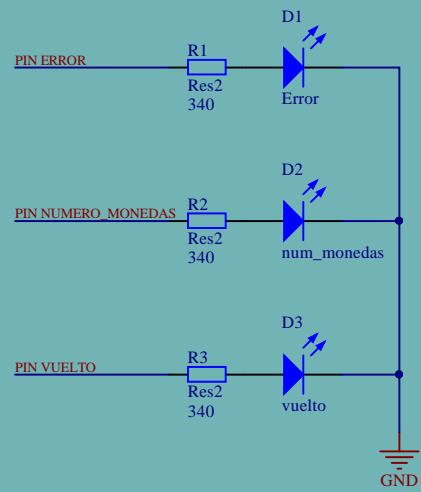 D1
R1
PIN ERROR
Res2
340
Error
D2
R2
PIN NUMERO_MONEDAS
Res2
340
num_monedas
D3
R3
PIN VUELTO
Res2
340
vuelto
GND